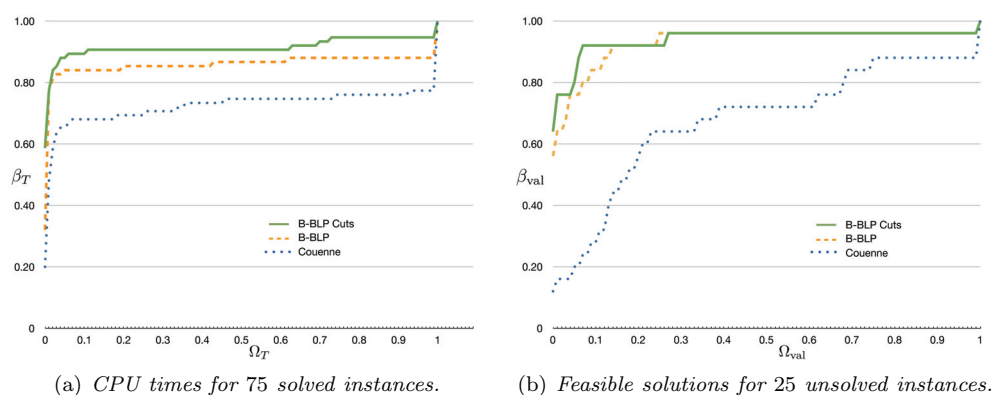 1.00
0.80
0.60
β_T
0.40
0.20
0
0 0.1 0.2 0.3 0.4 0.5 0.6 0.7 0.8 0.9 1
Ω_T
B-BLP Cuts
B-BLP
Couenne
(a) CPU times for 75 solved instances.
1.00
0.80
0.60
β_val
0.40
0.20
0
0 0.1 0.2 0.3 0.4 0.5 0.6 0.7 0.8 0.9 1
Ω_val
B-BLP Cuts
B-BLP
Couenne
(b) Feasible solutions for 25 unsolved instances.